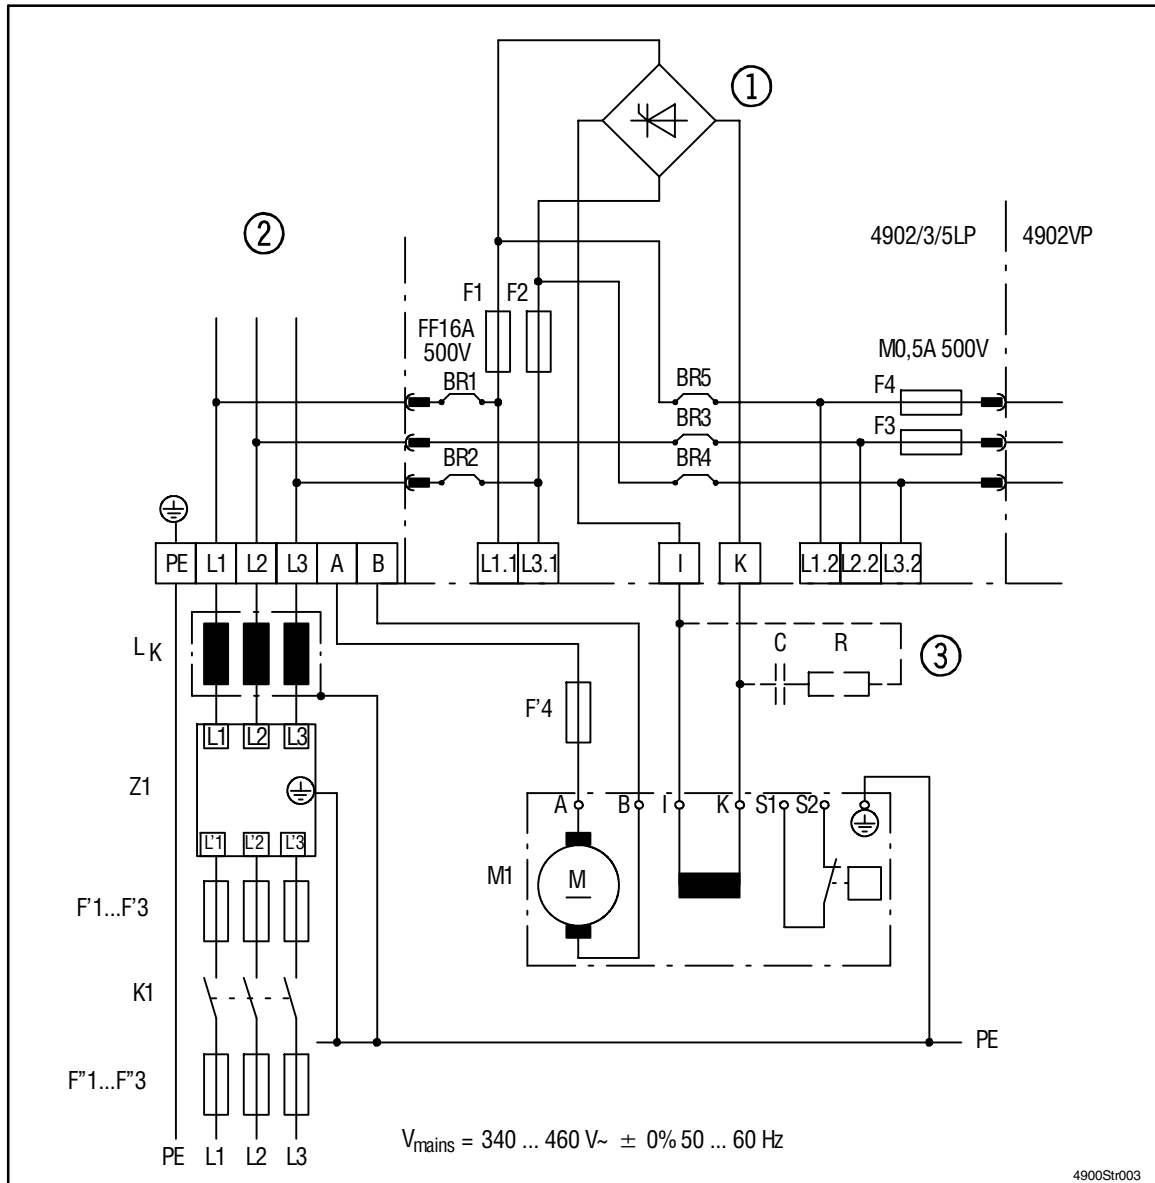 1
2
4902/3/5LP
4902VP
F1
F2
FF16A
500V
M0,5A 500V
BR1
BR5
F4
BR3
F3
BR2
BR4
PE
L1
L2
L3
A
B
L1.1
L3.1
I
K
L1.2
L2.2
L3.2
LK
C
R
3
F'4
L1
L2
L3
Z1
A
B
I
K
S1
S2
L'1
L'2
L'3
M1
M
F'1...F'3
K1
PE
F"1...F"3
Vmains = 340 ... 460 V~ ± 0% 50 ... 60 Hz
PE
L1
L2
L3
4900Str003